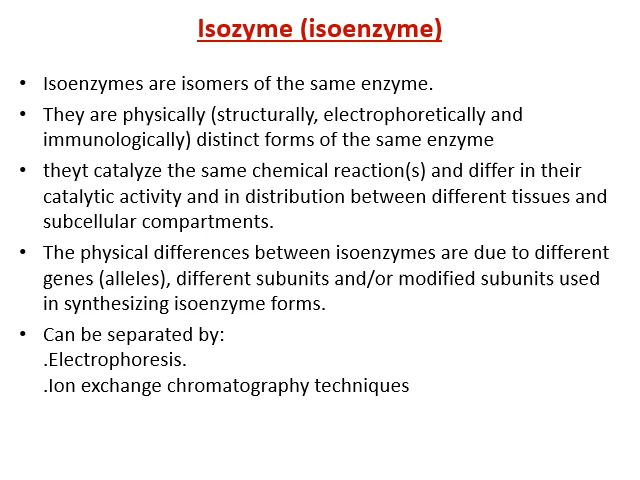 Isozyme (isoenzyme)
• Isoenzymes are isomers of the same enzyme.
• They are physically (structurally, electrophoretically and
immunologically) distinct forms of the same enzyme
• theyt catalyze the same chemical reaction(s) and differ in their
catalytic activity and in distribution between different tissues and
subcellular compartments.
• The physical differences between isoenzymes are due to different
genes (alleles), different subunits and/or modified subunits used
in synthesizing isoenzyme forms.
• Can be separated by:
.Electrophoresis.
.Ion exchange chromatography techniques